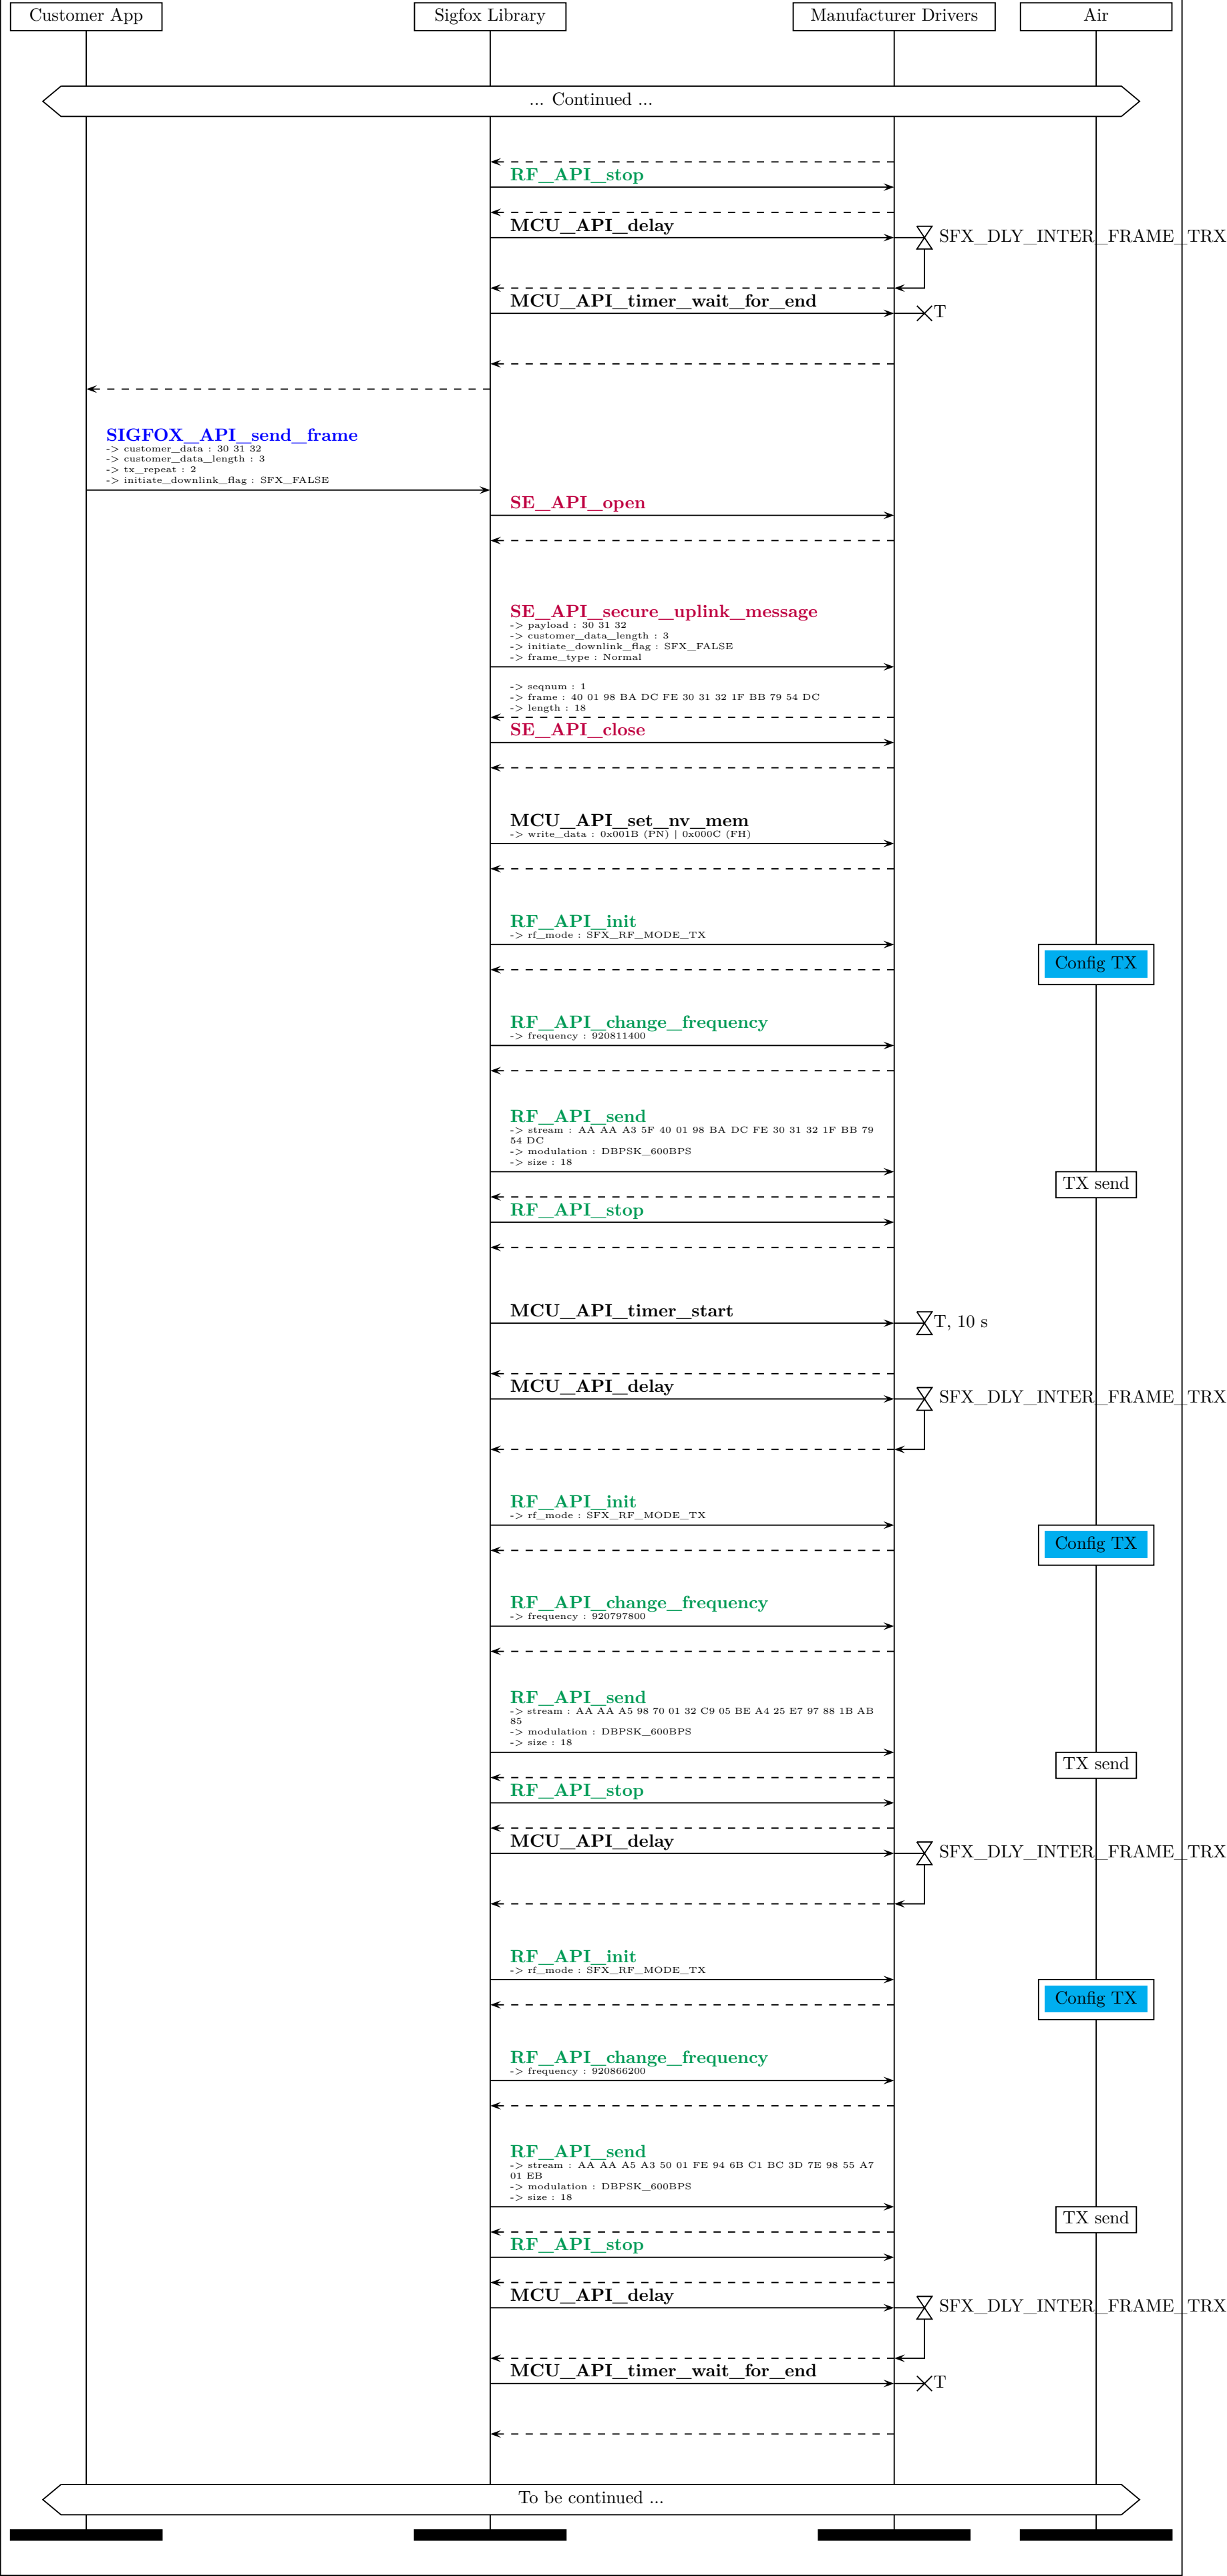 Customer App
Sigfox Library
Manufacturer Drivers
Air
... Continued ...
RF_API_stop
MCU_API_delay
SFX_DLY_INTER_FRAME_TRX
MCU_API_timer_wait_for_end
T
SIGFOX_API_send_frame
-> customer_data : 30 31 32
-> customer_data_length : 3
-> tx_repeat : 2
-> initiate_downlink_flag : SFX_FALSE
SE_API_open
SE_API_secure_uplink_message
-> payload : 30 31 32
-> customer_data_length : 3
-> initiate_downlink_flag : SFX_FALSE
-> frame_type : Normal
-> seqnum : 1
-> frame : 40 01 98 BA DC FE 30 31 32 1F BB 79 54 DC
-> length : 18
SE_API_close
MCU_API_set_nv_mem
-> write_data : 0x001B (PN) | 0x000C (FH)
RF_API_init
-> rf_mode : SFX_RF_MODE_TX
Config TX
RF_API_change_frequency
-> frequency : 920811400
RF_API_send
-> stream : AA AA A3 5F 40 01 98 BA DC FE 30 31 32 1F BB 79
54 DC
-> modulation : DBPSK_600BPS
-> size : 18
TX send
RF_API_stop
MCU_API_timer_start
T, 10 s
MCU_API_delay
SFX_DLY_INTER_FRAME_TRX
RF_API_init
-> rf_mode : SFX_RF_MODE_TX
Config TX
RF_API_change_frequency
-> frequency : 920797800
RF_API_send
-> stream : AA AA A5 98 70 01 32 C9 05 BE A4 25 E7 97 88 1B AB
85
-> modulation : DBPSK_600BPS
-> size : 18
TX send
RF_API_stop
MCU_API_delay
SFX_DLY_INTER_FRAME_TRX
RF_API_init
-> rf_mode : SFX_RF_MODE_TX
Config TX
RF_API_change_frequency
-> frequency : 920866200
RF_API_send
-> stream : AA AA A5 A3 50 01 FE 94 6B C1 BC 3D 7E 98 55 A7
01 EB
-> modulation : DBPSK_600BPS
-> size : 18
TX send
RF_API_stop
MCU_API_delay
SFX_DLY_INTER_FRAME_TRX
MCU_API_timer_wait_for_end
T
To be continued ...